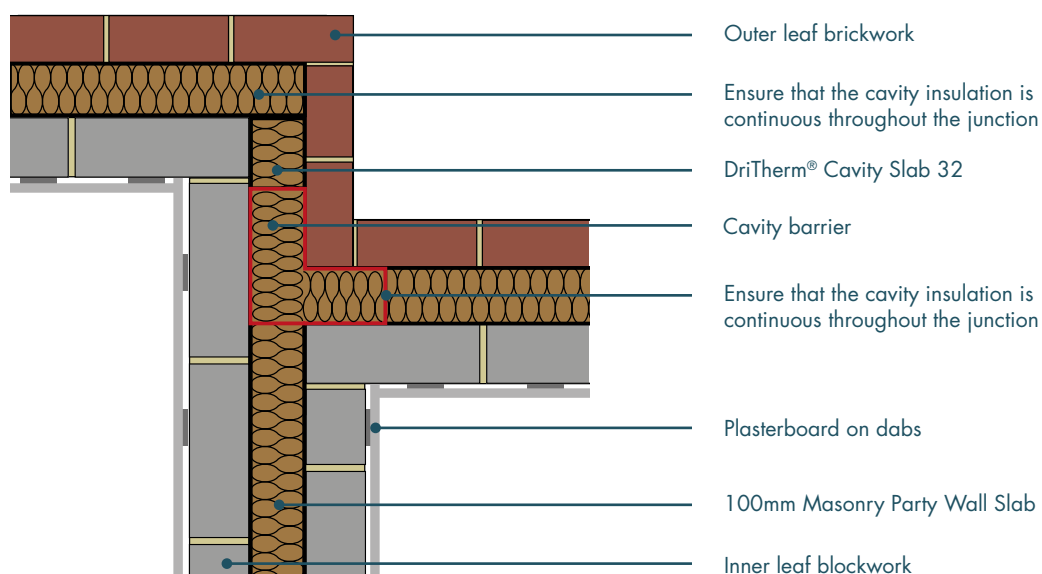 Outer leaf brickwork
Ensure that the cavity insulation is
continuous throughout the junction
DriTherm® Cavity Slab 32
Cavity barrier
Ensure that the cavity insulation is
continuous throughout the junction
Plasterboard on dabs
100mm Masonry Party Wall Slab
Inner leaf blockwork